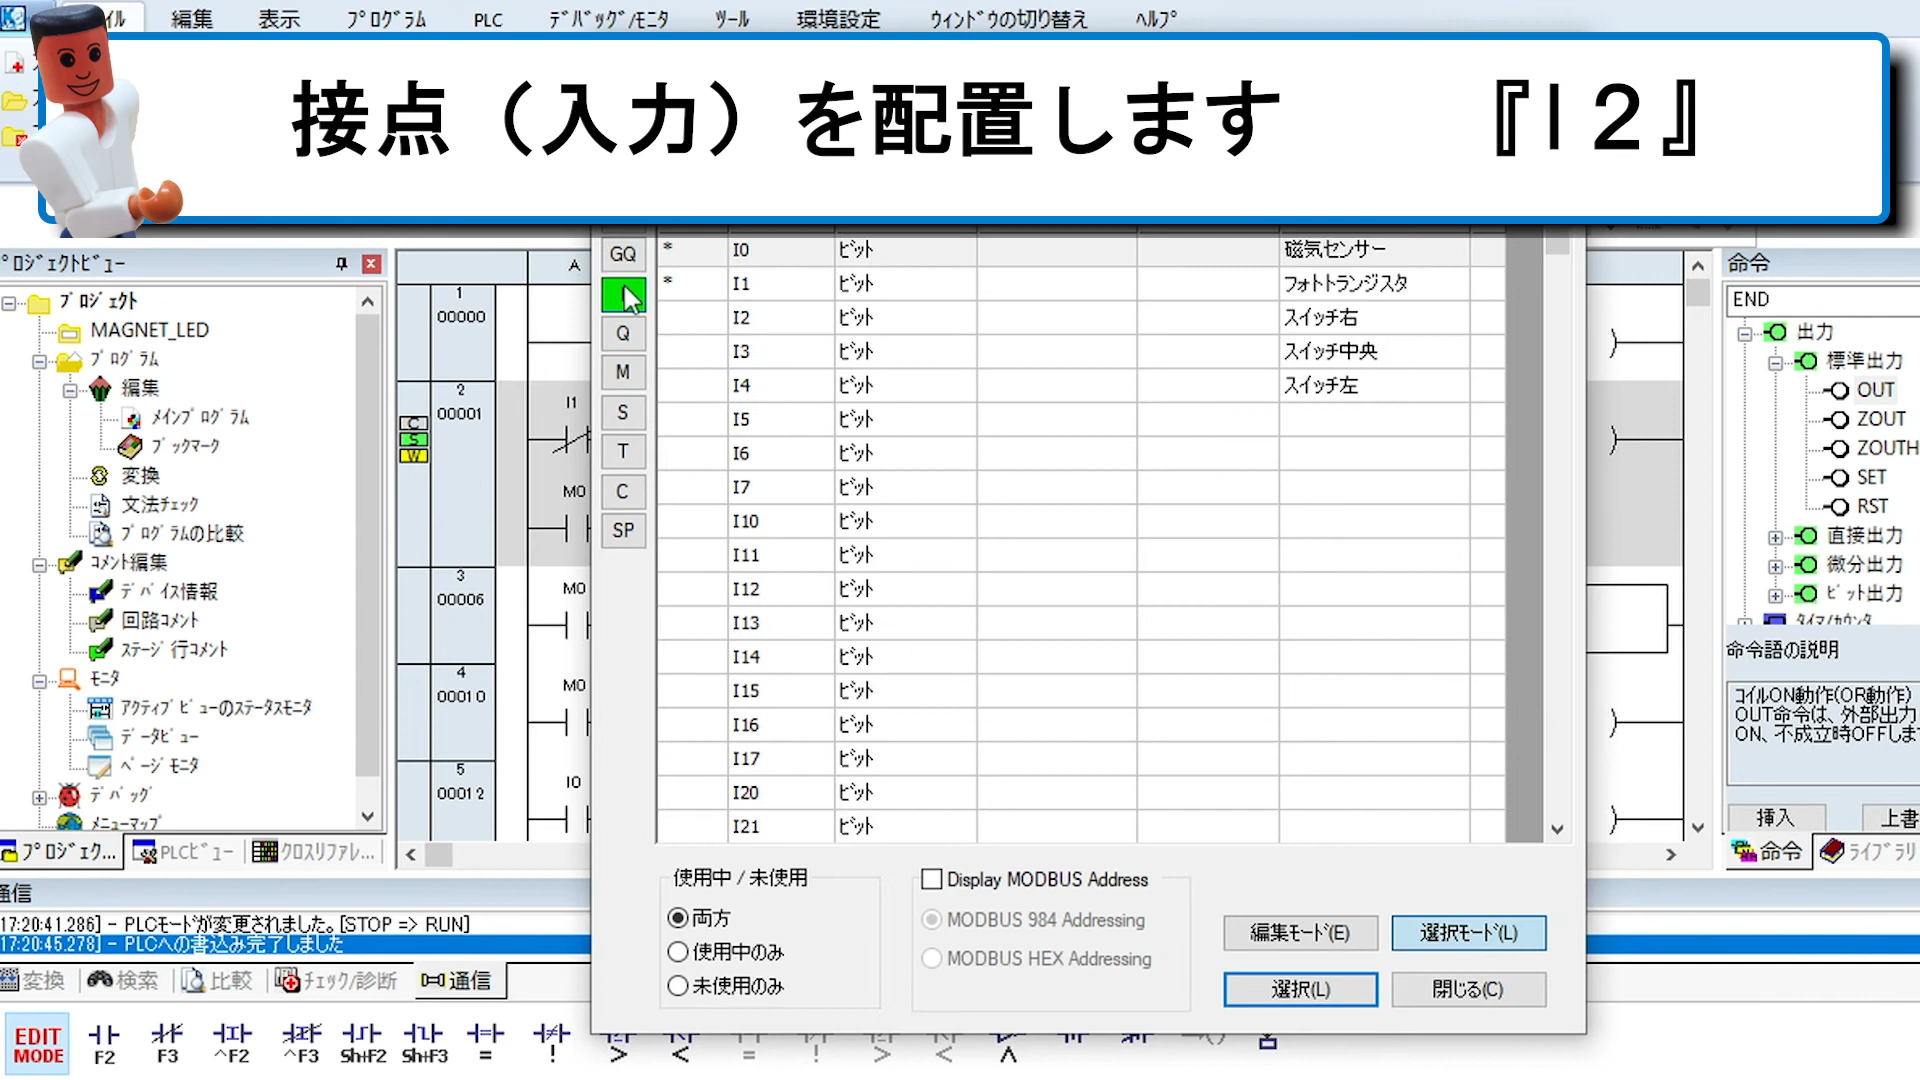 編集 表示 プログラム PLC デバッグ/モニタ ツール 環境設定 ウィンドウの切り替え ヘルプ
接点（入力）を配置します 『I２』
プロジェクト
MAGNET_LED
プログラム
編集
メインプログラム
ブックマーク
変換
文法チェック
プログラムの比較
コメント編集
デバイス情報
回路コメント
ステージ行コメント
モニタ
アクティブビューのステータスモニタ
データビュー
ページモニタ
デバッグ
メニューマップ
プロジェク... PLCビュー クロスリファレ...
A
1
00000
2
00001
C
S
W
I1
M0
3
00006
M0
4
00010
M0
5
00012
I0
GQ
Q
M
S
T
C
SP
* I0 ビット 磁気センサー
* I1 ビット フォトトランジスタ
I2 ビット スイッチ右
I3 ビット スイッチ中央
I4 ビット スイッチ左
I5 ビット
I6 ビット
I7 ビット
I10 ビット
I11 ビット
I12 ビット
I13 ビット
I14 ビット
I15 ビット
I16 ビット
I17 ビット
I20 ビット
I21 ビット
使用中 / 未使用
両方
使用中のみ
未使用のみ
Display MODBUS Address
MODBUS 984 Addressing
MODBUS HEX Addressing
編集モード(E) 選択モード(L)
選択(L) 閉じる(C)
命令
END
出力
標準出力
OUT
ZOUT
ZOUTH
SET
RST
直接出力
微分出力
ビット出力
タイマ/カウンタ
命令語の説明
コイルON動作(OR動作)
OUT命令は、外部出力
ON、不成立時OFFしま
挿入 上書
命令 ライブラリ
通信
17:20:41.286] - PLCモードが変更されました。[STOP => RUN]
17:20:45.278] - PLCへの書込み完了しました
変換 検索 比較 チェック/診断 通信
EDIT
MODE
F2 F3 ^F2 ^F3 Sh+F2 Sh+F3 = ! > < = ! > <